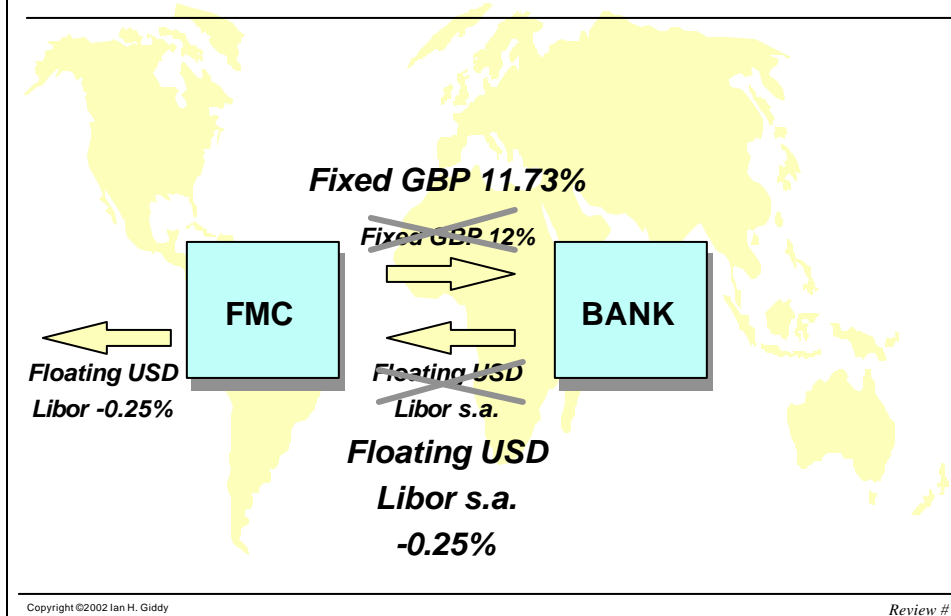 Fixed GBP 11.73%
Fixed GBP 12%
FMC
BANK
Floating USD
Libor -0.25%
Floating USD
Libor s.a.
Floating USD
Libor s.a.
-0.25%
Copyright ©2002 Ian H. Giddy
Review #